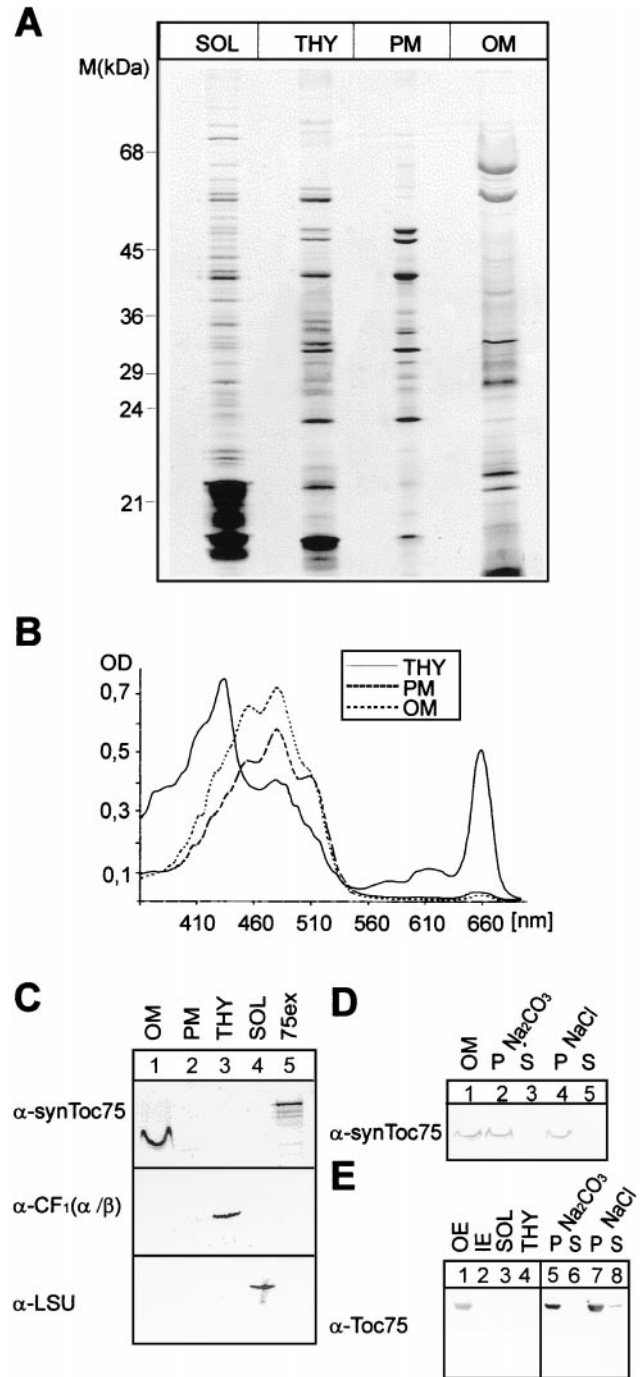 A
SOL THY PM OM
M(kDa)
68
45
36
29
24
21
B
OD
0,7
0,5
0,3
0,1
THY
PM
OM
410 460 510 560 610 660 [nm]
C
OM PM THY SOL 75ex
1 2 3 4 5
α-synToc75
α-CF₁(α /β)
α-LSU
D
Na₂CO₃ NaCl
OM P S P S
1 2 3 4 5
α-synToc75
E
Na₂CO₃ NaCl
OE IE SOL THY P S P S
1 2 3 4 5 6 7 8
α-Toc75